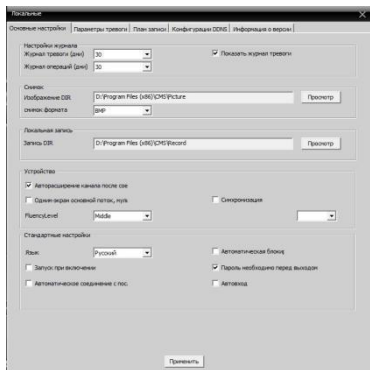 Локальные
Основные настройки Параметры тревоги План записи Конфигурации DDNS Информация о версии
Настройки журнала
Журнал тревоги (дни) 30 Показать журнал тревоги
Журнал операций (дни) 30
Снимок
Изображение DIR D:\Program Files (x86)\CMS\Picture Просмотр
снимок формата BMP
Локальная запись
Запись DIR D:\Program Files (x86)\CMS\Record Просмотр
Устройство
Авторасширение канала после сое
Один-экран основной поток, муль Синхронизация
FluencyLevel Middle
Стандартные настройки
Язык Русский Автоматическая блокиц
Запуск при включении Пароль необходимо перед выходом
Автоматическое соединение с пос. Автовход
Применить